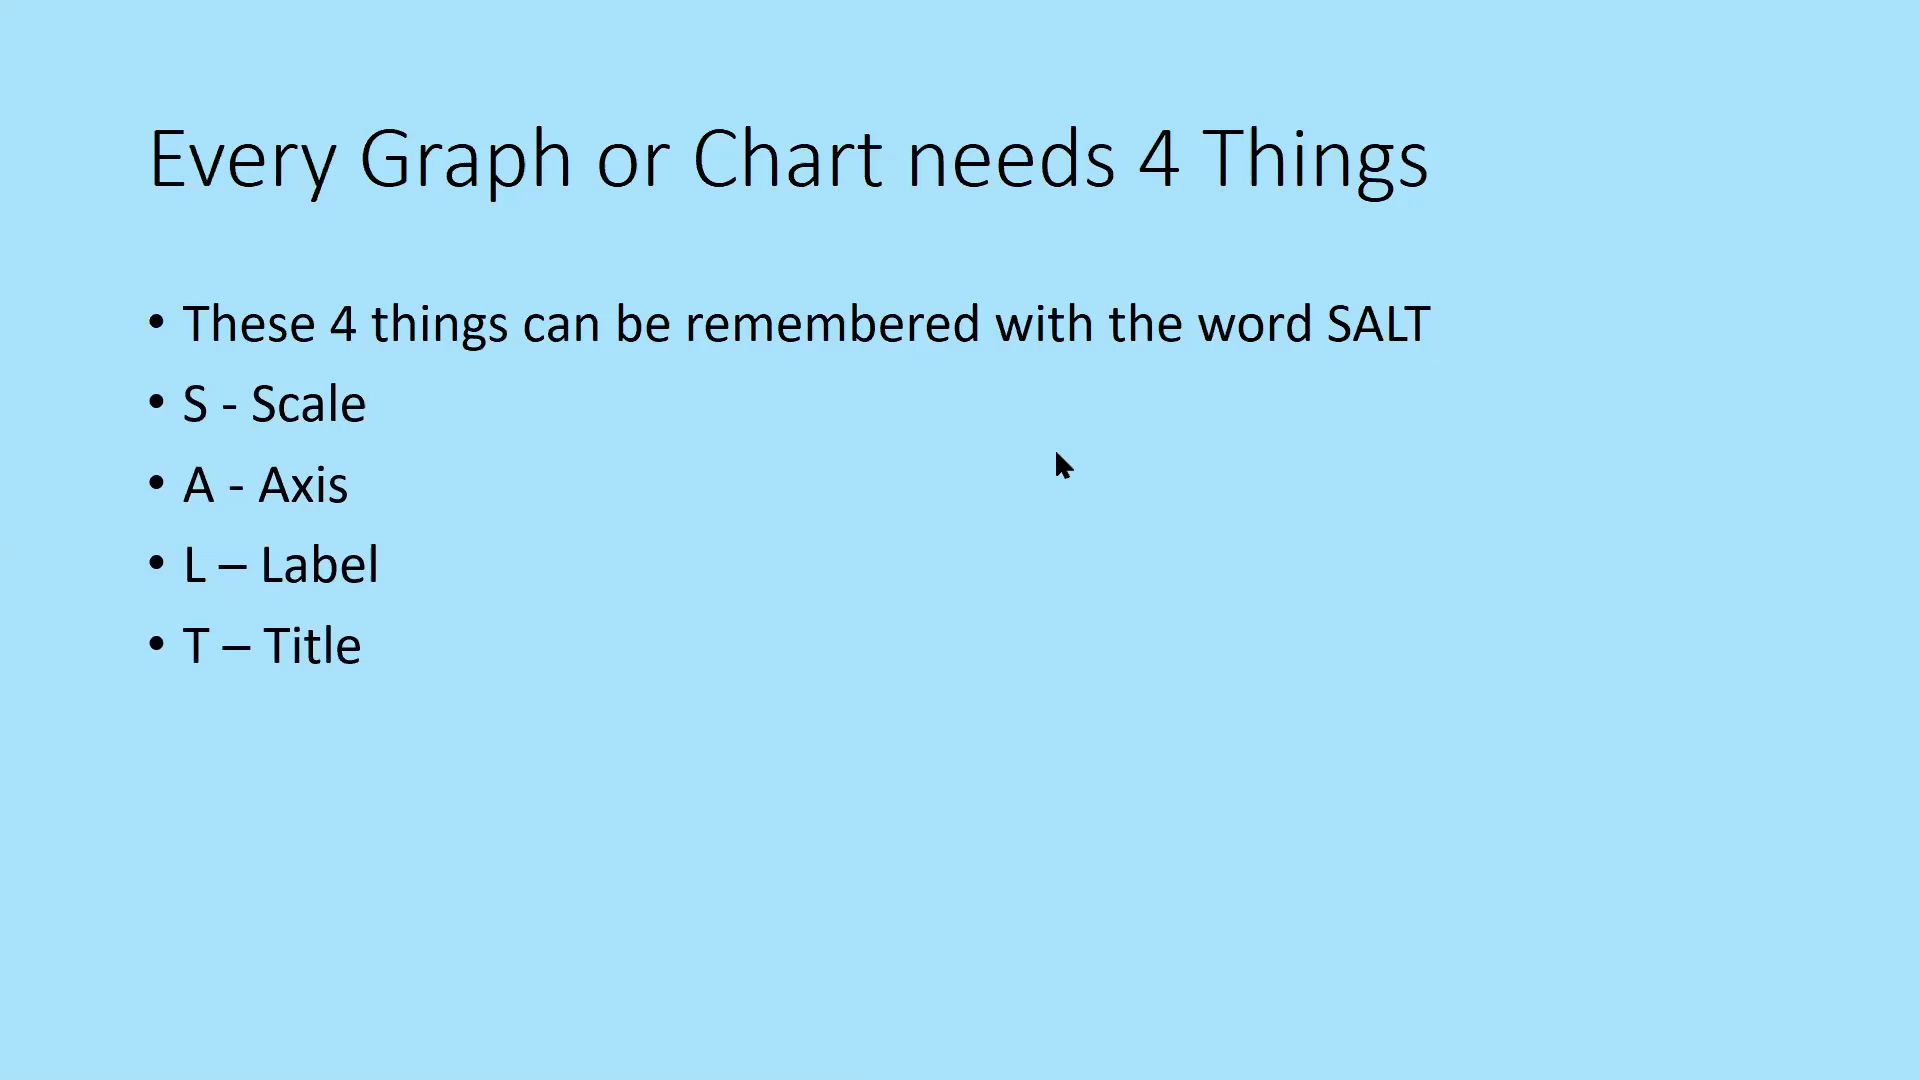 Every Graph or Chart needs 4 Things
• These 4 things can be remembered with the word SALT
• S - Scale
• A - Axis
• L – Label
• T – Title